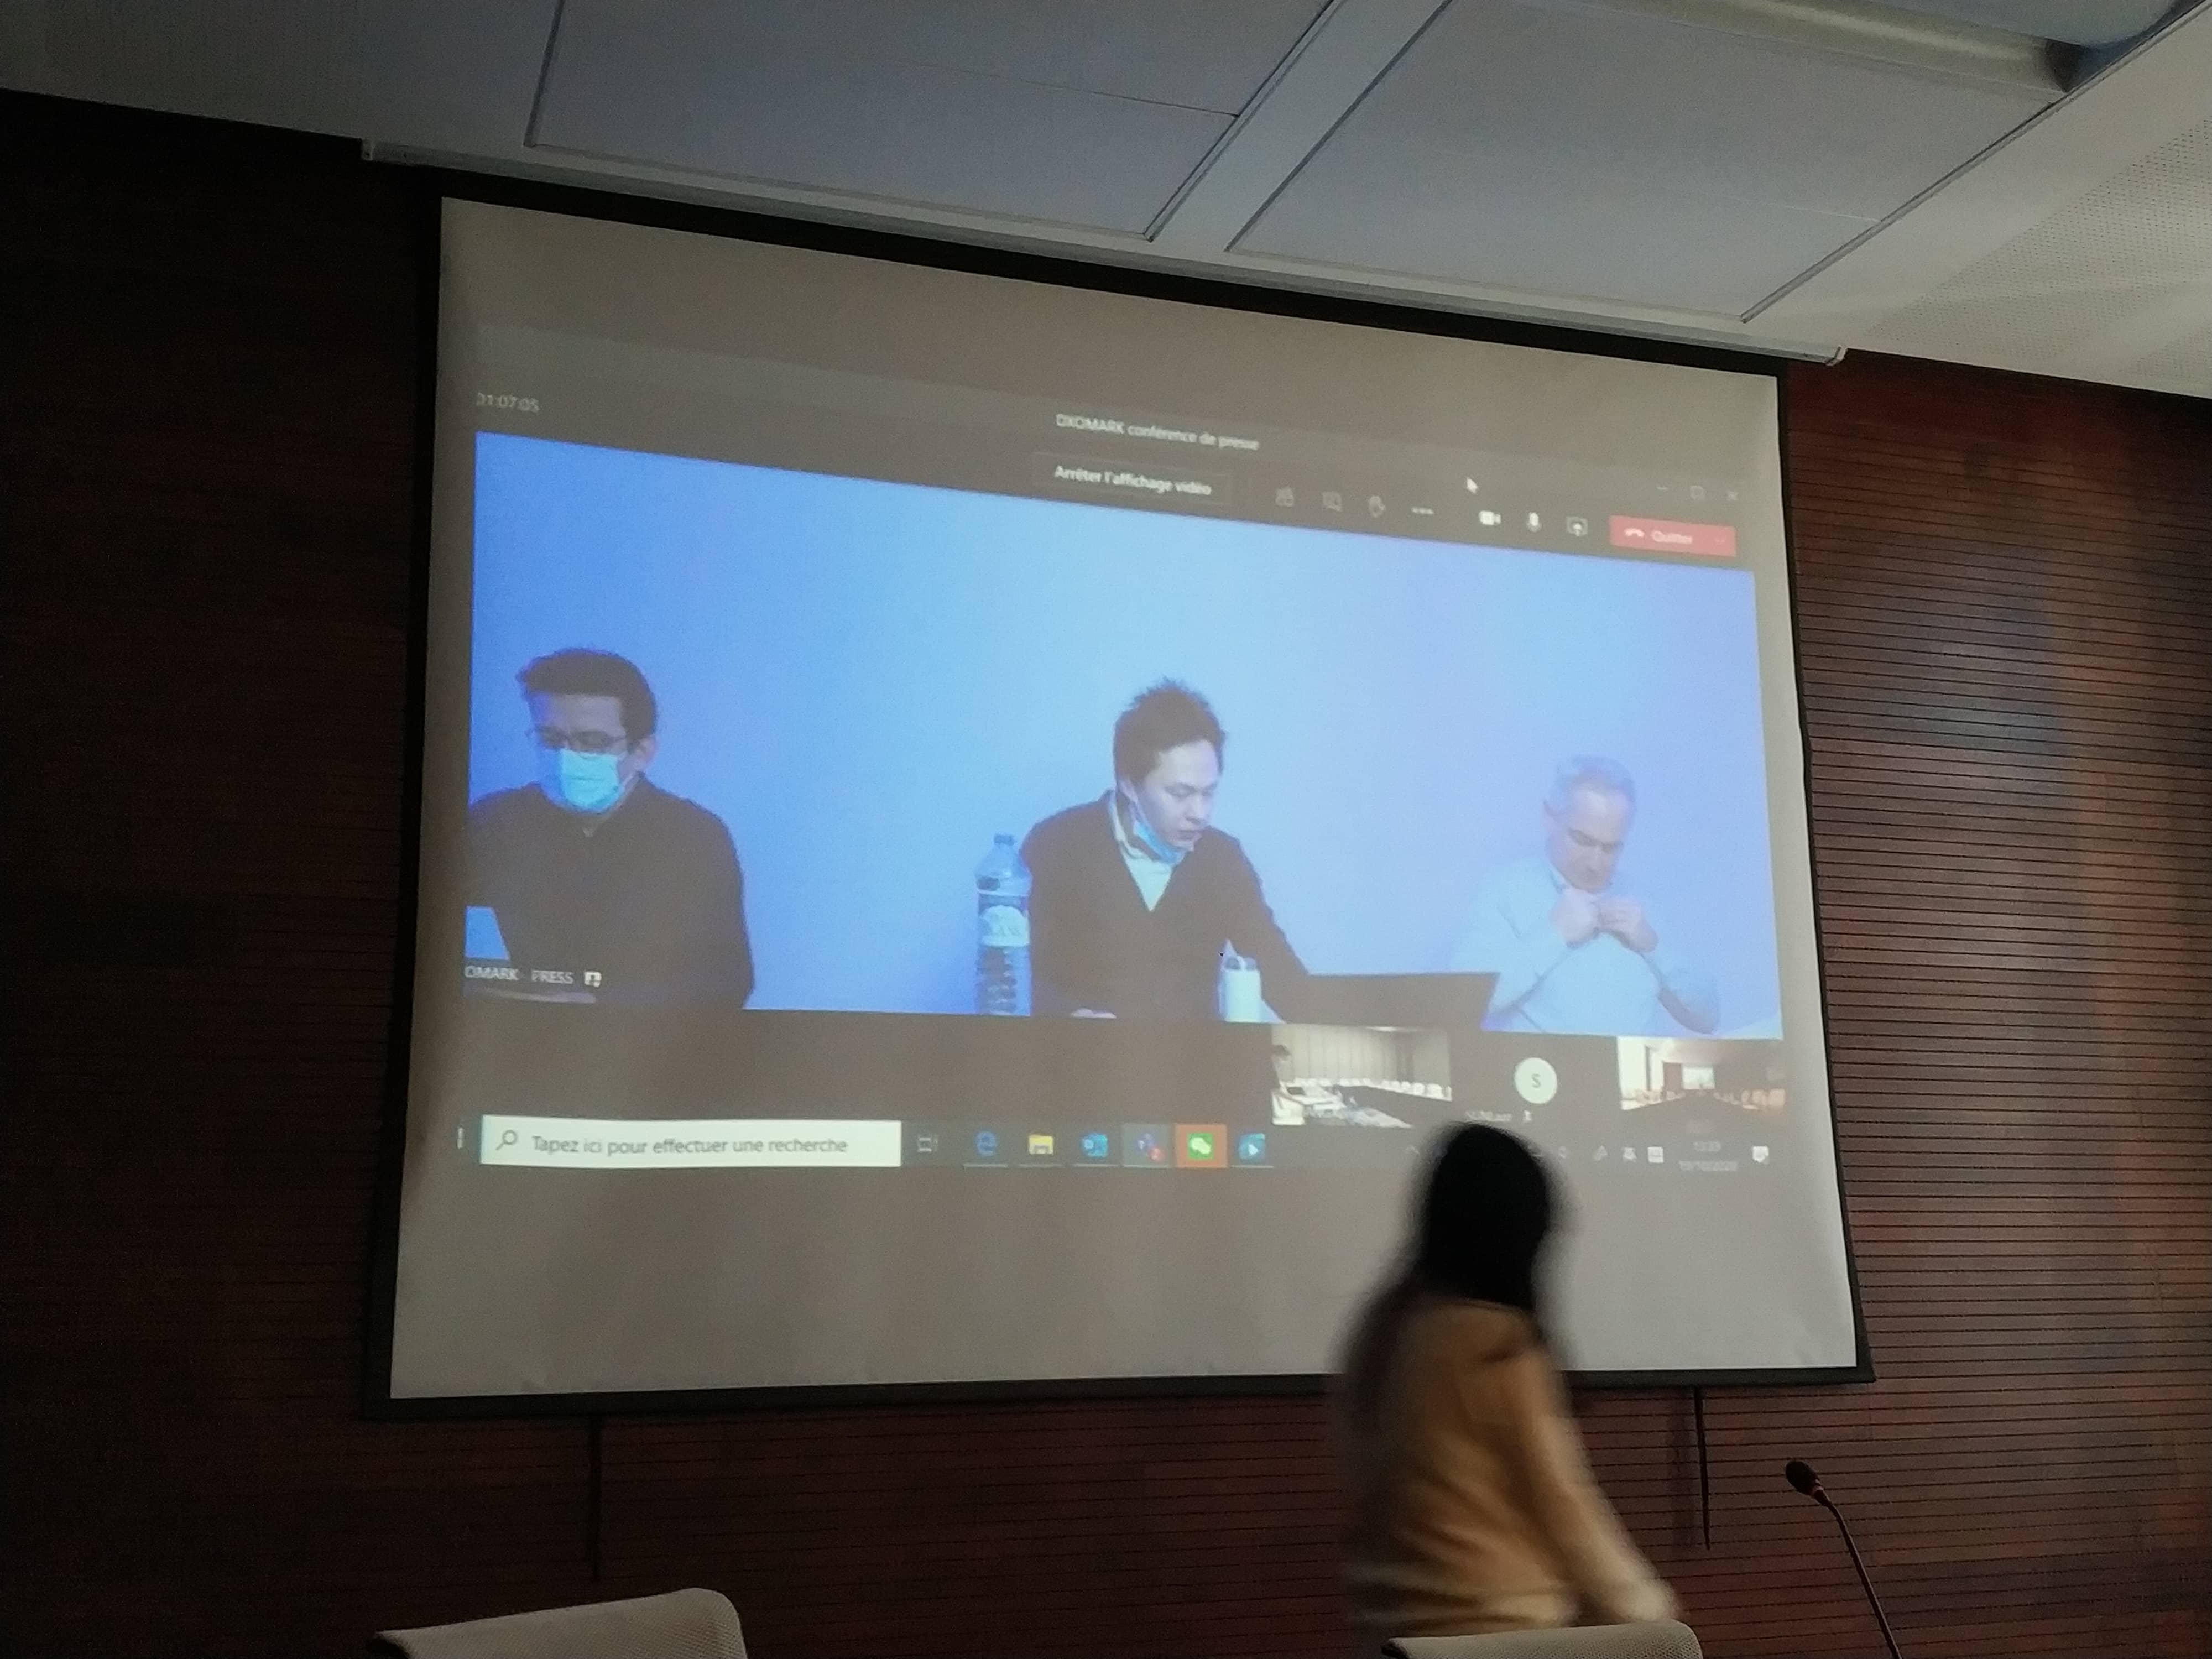 01:07:05
DXOMARK conférence de presse
Arrêter l'affichage vidéo
Quitter
OMARK - PRESS
S
Tapez ici pour effectuer une recherche